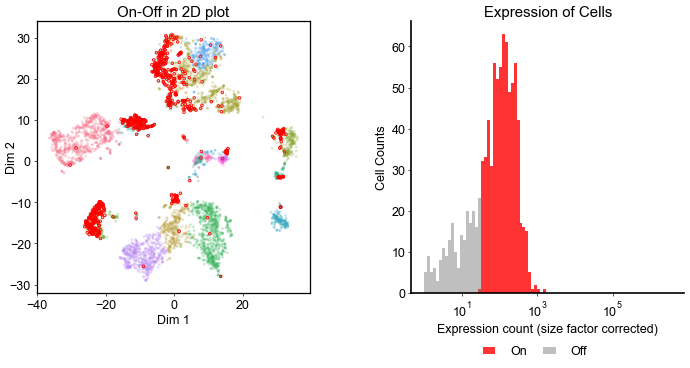 On-Off in 2D plot
Dim 2
30
20
10
0
−10
−20
−30
−40
−20
0
20
Dim 1
Expression of Cells
Cell Counts
60
50
40
30
20
10
0
10^1
10^3
10^5
Expression count (size factor corrected)
On
Off